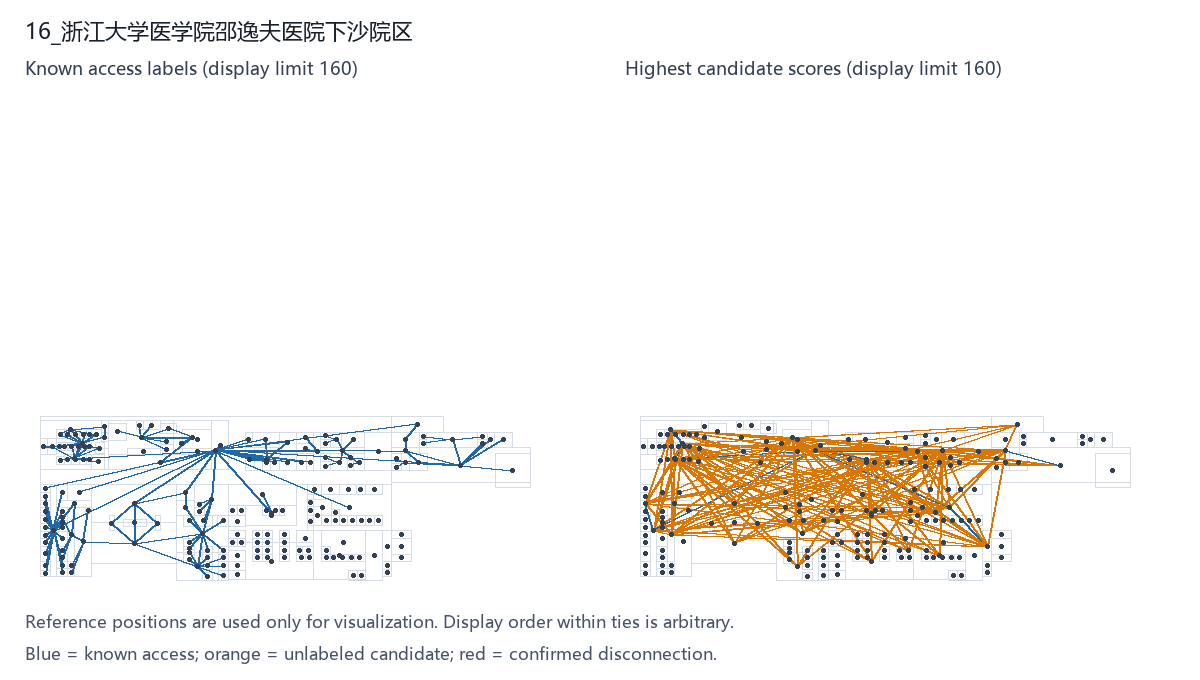 16_浙江大学医学院邵逸夫医院下沙院区
Known access labels (display limit 160)
Highest candidate scores (display limit 160)
Reference positions are used only for visualization. Display order within ties is arbitrary.
Blue = known access; orange = unlabeled candidate; red = confirmed disconnection.